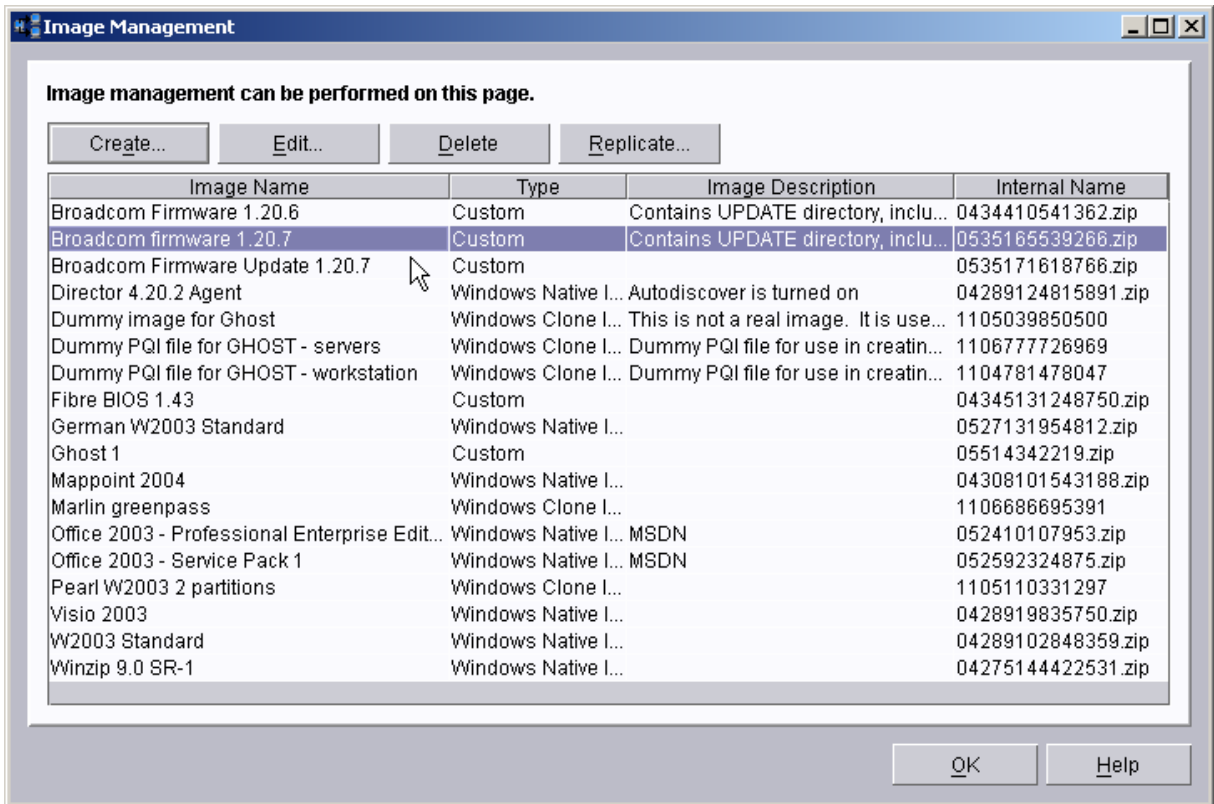 Image Management
Image management can be performed on this page.
Create... Edit... Delete Replicate...
Image Name Type Image Description Internal Name
Broadcom Firmware 1.20.6 Custom Contains UPDATE directory, inclu... 0434410541362.zip
Broadcom firmware 1.20.7 Custom Contains UPDATE directory, inclu... 0535165539266.zip
Broadcom Firmware Update 1.20.7 Custom 0535171618766.zip
Director 4.20.2 Agent Windows Native I... Autodiscover is turned on 04289124815891.zip
Dummy image for Ghost Windows Clone I... This is not a real image. It is use... 1105039850500
Dummy PQI file for GHOST - servers Windows Clone I... Dummy PQI file for use in creatin... 1106777726969
Dummy PQI file for GHOST - workstation Windows Clone I... Dummy PQI file for use in creatin... 1104781478047
Fibre BIOS 1.43 Custom 04345131248750.zip
German W2003 Standard Windows Native I... 0527131954812.zip
Ghost 1 Custom 05514342219.zip
Mappoint 2004 Windows Native I... 04308101543188.zip
Marlin greenpass Windows Clone I... 1106686695391
Office 2003 - Professional Enterprise Edit... Windows Native I... MSDN 052410107953.zip
Office 2003 - Service Pack 1 Windows Native I... MSDN 052592324875.zip
Pearl W2003 2 partitions Windows Clone I... 1105110331297
Visio 2003 Windows Native I... 0428919835750.zip
W2003 Standard Windows Native I... 04289102848359.zip
Winzip 9.0 SR-1 Windows Native I... 04275144422531.zip
OK Help